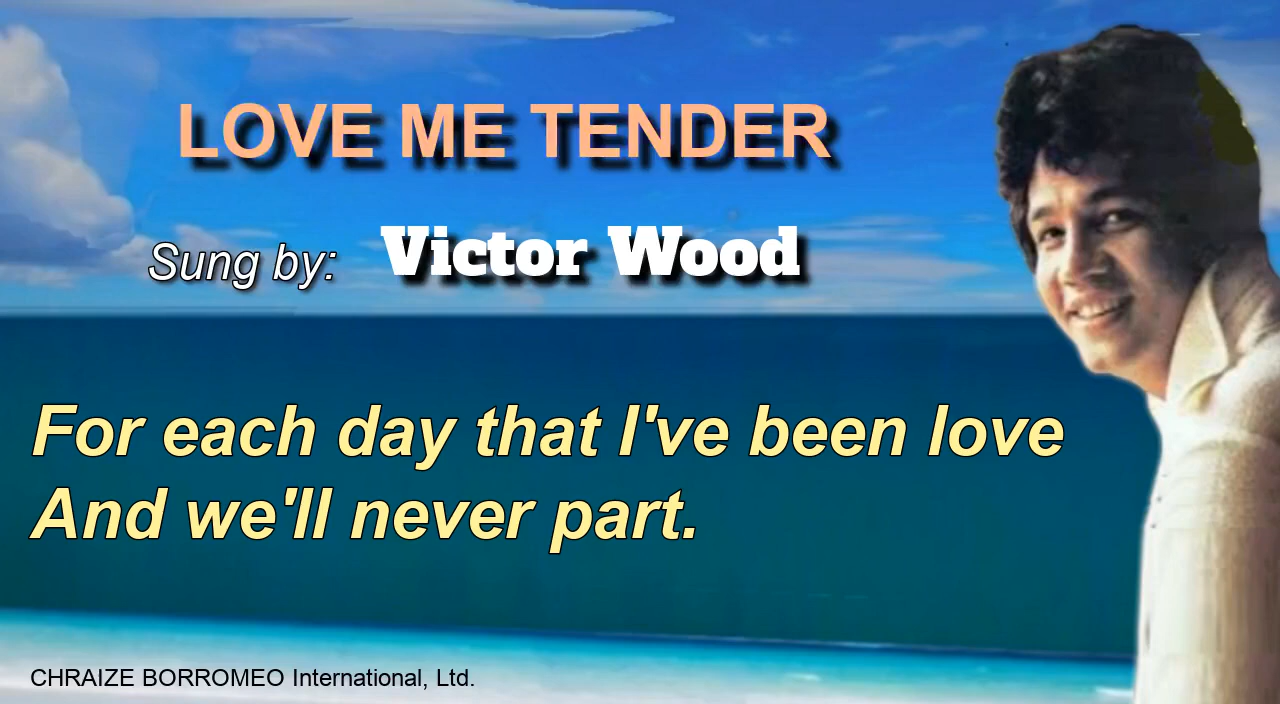 LOVE ME TENDER
Sung by: Victor Wood
For each day that I've been love
And we'll never part.
CHRAIZE BORROMEO International, Ltd.